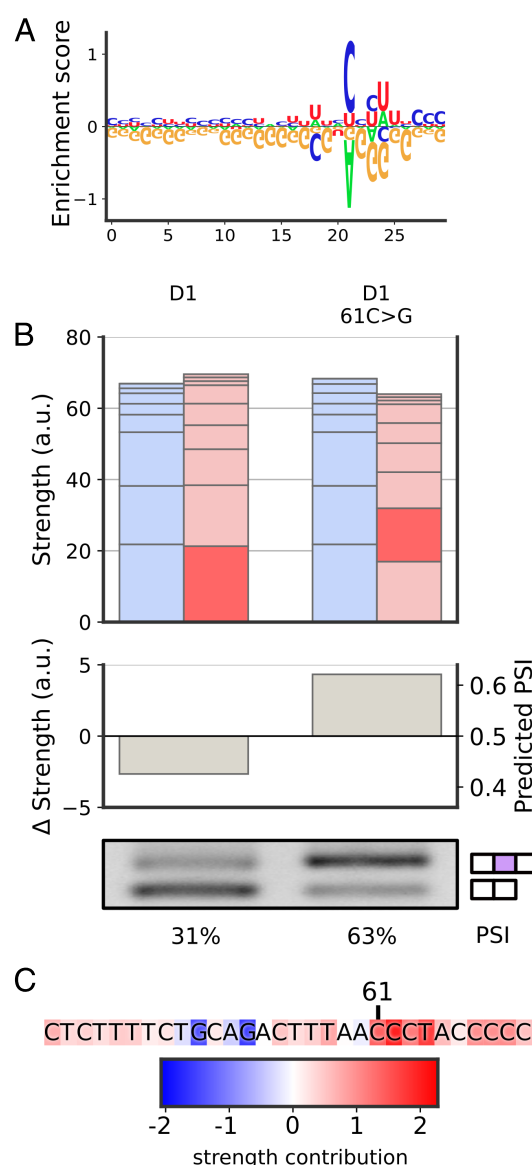 A
Enrichment score
1
0
−1
0 5 10 15 20 25
D1
D1
61C>G
B
Strength (a.u.)
80
60
40
20
0
Δ Strength (a.u.)
5
0
−5
0.6
0.5
0.4
Predicted PSI
31% 63% PSI
C
61
CTCTTTTCTGCAGACTTTAACCCTACCCCC
-2 -1 0 1 2
strength contribution